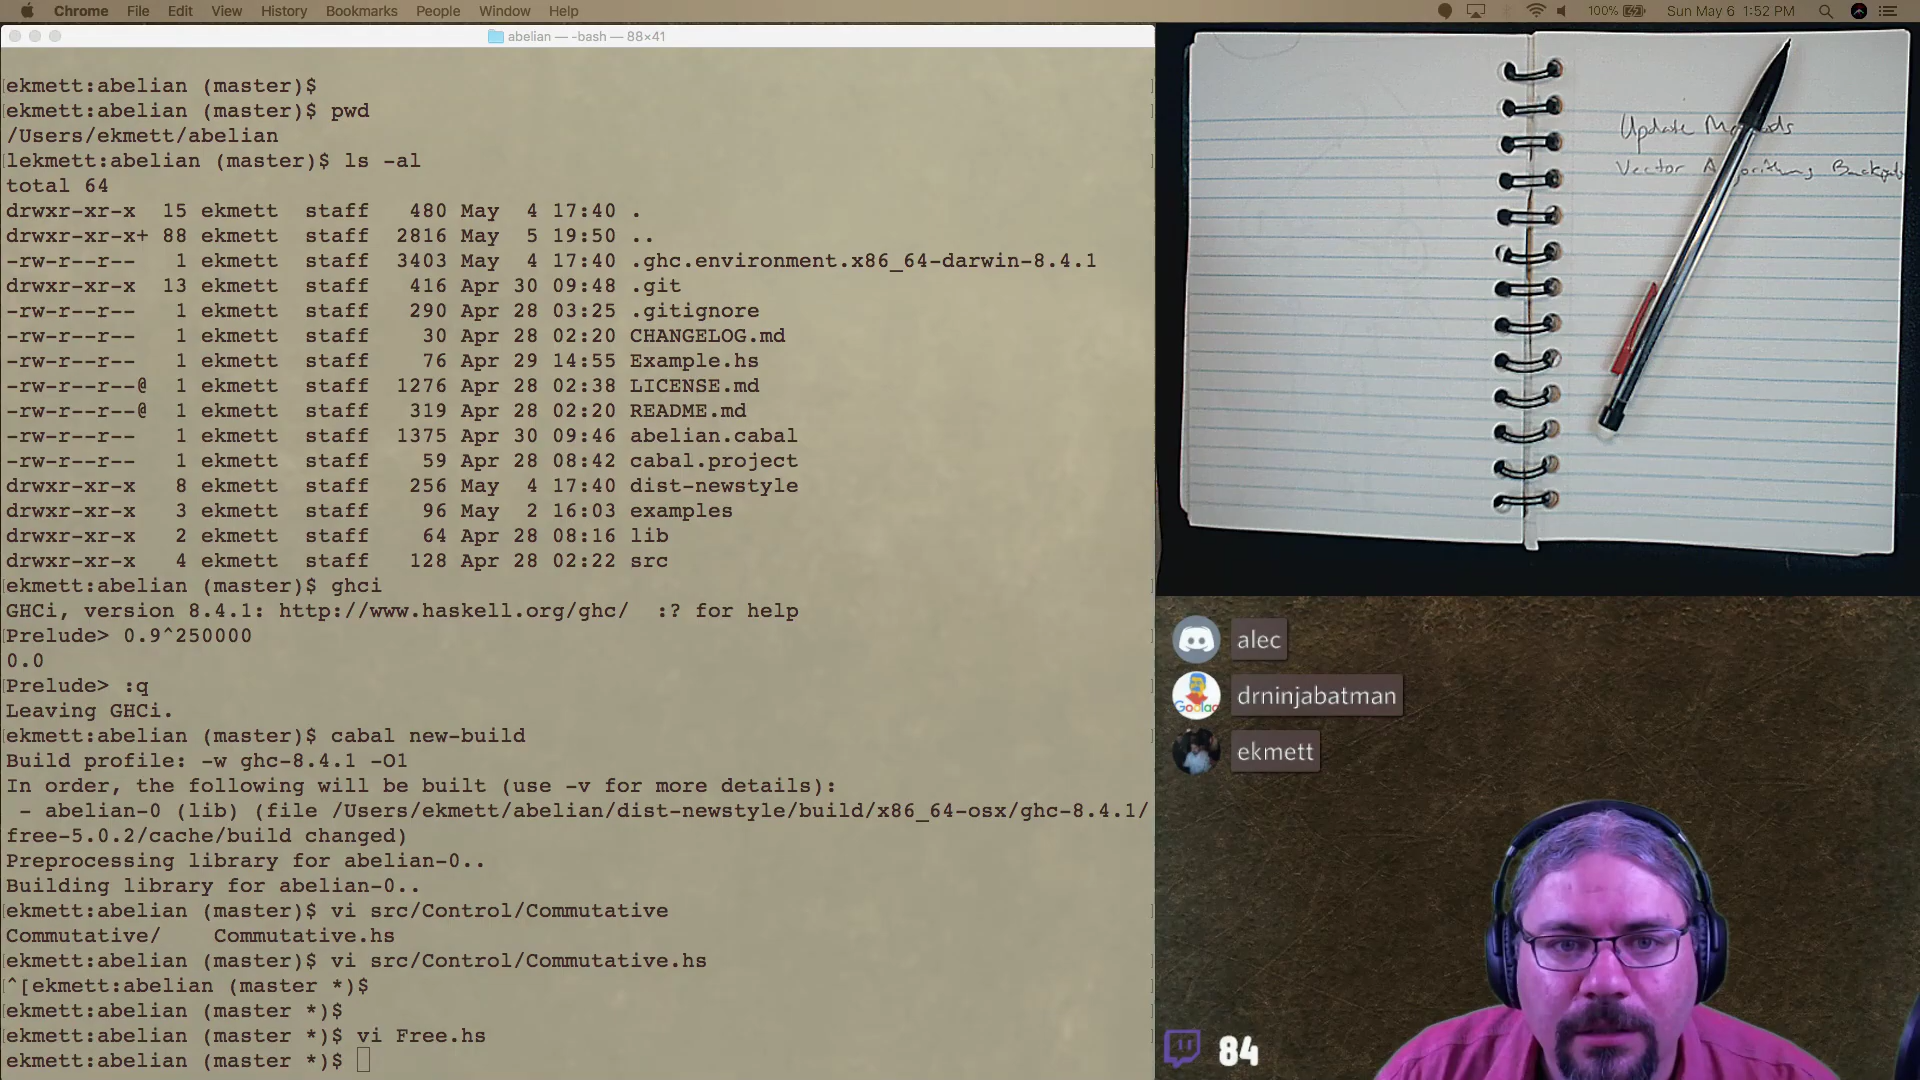 Chrome File Edit View History Bookmarks People Window Help 100% Sun May 6 1:52 PM
abelian — -bash — 88×41
ekmett:abelian (master)$
ekmett:abelian (master)$ pwd
/Users/ekmett/abelian
lekmett:abelian (master)$ ls -al
total 64
drwxr-xr-x 15 ekmett staff 480 May 4 17:40 .
drwxr-xr-x+ 88 ekmett staff 2816 May 5 19:50 ..
-rw-r--r-- 1 ekmett staff 3403 May 4 17:40 .ghc.environment.x86_64-darwin-8.4.1
drwxr-xr-x 13 ekmett staff 416 Apr 30 09:48 .git
-rw-r--r-- 1 ekmett staff 290 Apr 28 03:25 .gitignore
-rw-r--r-- 1 ekmett staff 30 Apr 28 02:20 CHANGELOG.md
-rw-r--r-- 1 ekmett staff 76 Apr 29 14:55 Example.hs
-rw-r--r--@ 1 ekmett staff 1276 Apr 28 02:38 LICENSE.md
-rw-r--r--@ 1 ekmett staff 319 Apr 28 02:20 README.md
-rw-r--r-- 1 ekmett staff 1375 Apr 30 09:46 abelian.cabal
-rw-r--r-- 1 ekmett staff 59 Apr 28 08:42 cabal.project
drwxr-xr-x 8 ekmett staff 256 May 4 17:40 dist-newstyle
drwxr-xr-x 3 ekmett staff 96 May 2 16:03 examples
drwxr-xr-x 2 ekmett staff 64 Apr 28 08:16 lib
drwxr-xr-x 4 ekmett staff 128 Apr 28 02:22 src
ekmett:abelian (master)$ ghci
GHCi, version 8.4.1: http://www.haskell.org/ghc/ :? for help
Prelude> 0.9^250000
0.0
Prelude> :q
Leaving GHCi.
ekmett:abelian (master)$ cabal new-build
Build profile: -w ghc-8.4.1 -O1
In order, the following will be built (use -v for more details):
- abelian-0 (lib) (file /Users/ekmett/abelian/dist-newstyle/build/x86_64-osx/ghc-8.4.1/
free-5.0.2/cache/build changed)
Preprocessing library for abelian-0..
Building library for abelian-0..
ekmett:abelian (master)$ vi src/Control/Commutative
Commutative/ Commutative.hs
ekmett:abelian (master)$ vi src/Control/Commutative.hs
^[ekmett:abelian (master *)$
ekmett:abelian (master *)$
ekmett:abelian (master *)$ vi Free.hs
ekmett:abelian (master *)$
Update
Vector
alec
drninjabatman
ekmett
84